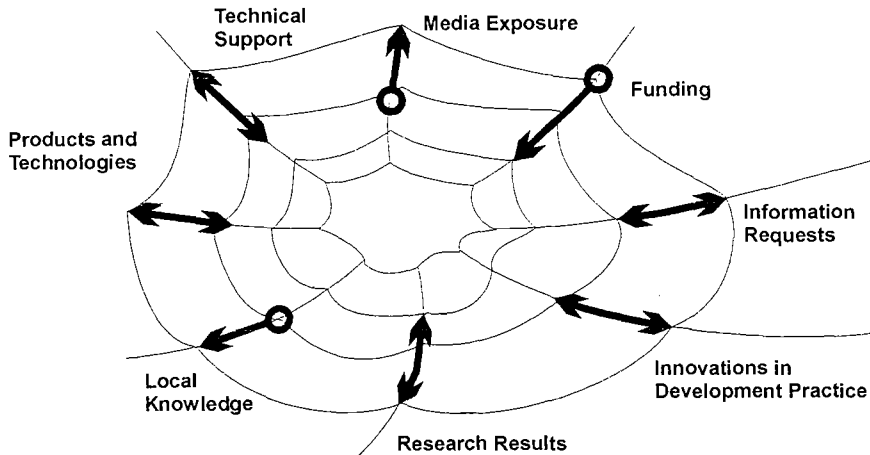 Technical
Support
Media Exposure
Funding
Products and
Technologies
Information
Requests
Local
Knowledge
Innovations in
Development Practice
Research Results